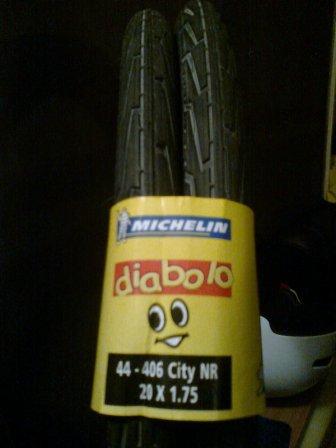 MICHELIN
diabolo
44 - 406 City NR
20 X 1.75